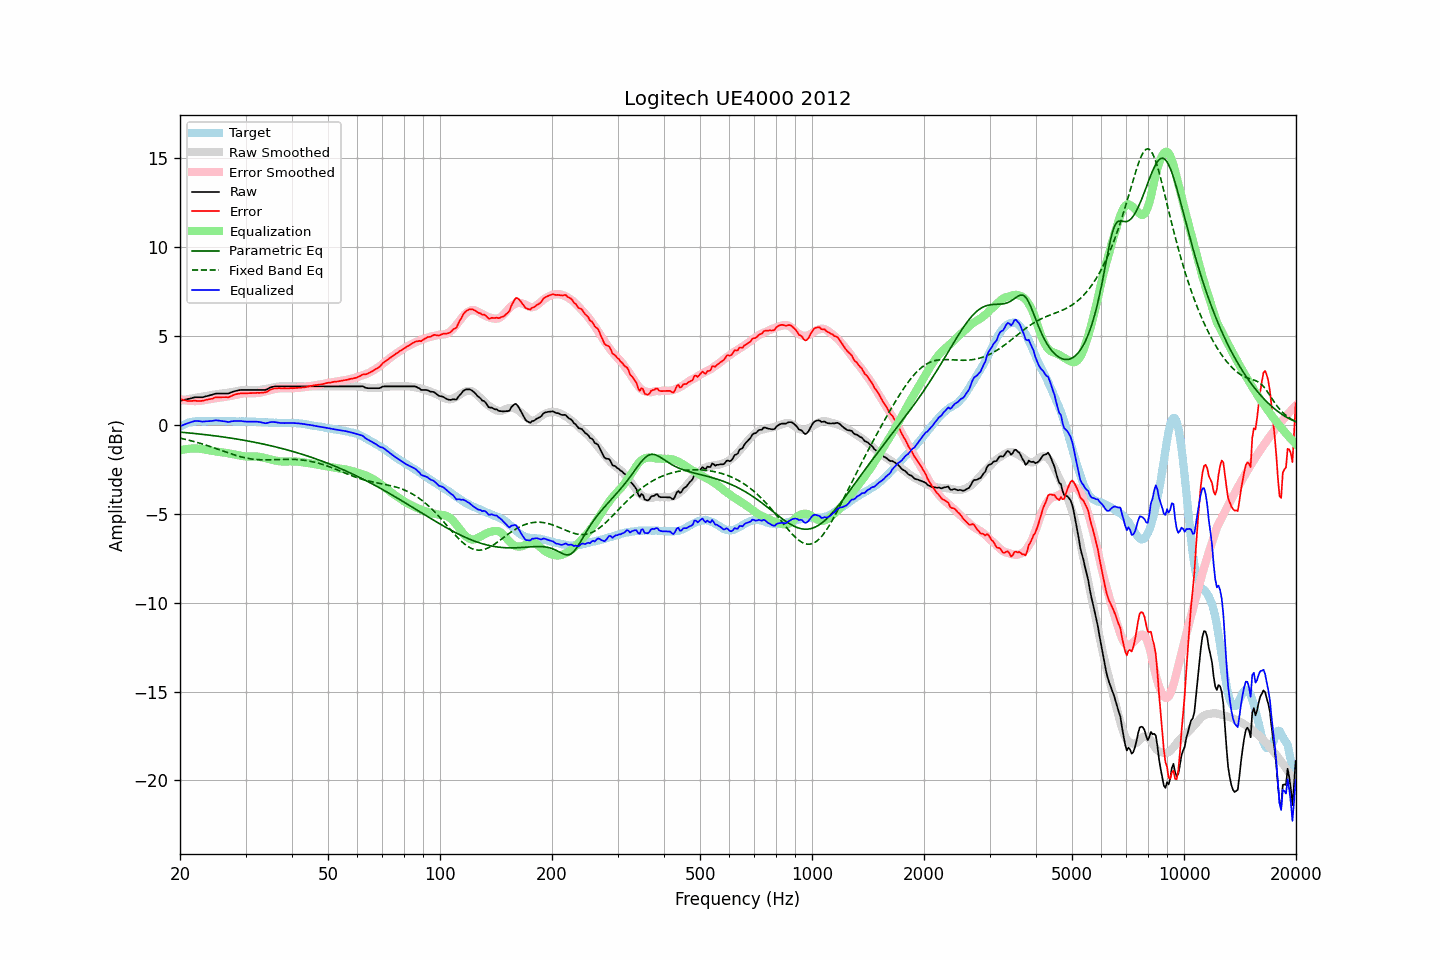 Logitech UE4000 2012
Target
Raw Smoothed
Error Smoothed
Raw
Error
Equalization
Parametric Eq
Fixed Band Eq
Equalized
15
10
5
0
−5
−10
−15
−20
Amplitude (dBr)
20 50 100 200 500 1000 2000 5000 10000 20000
Frequency (Hz)